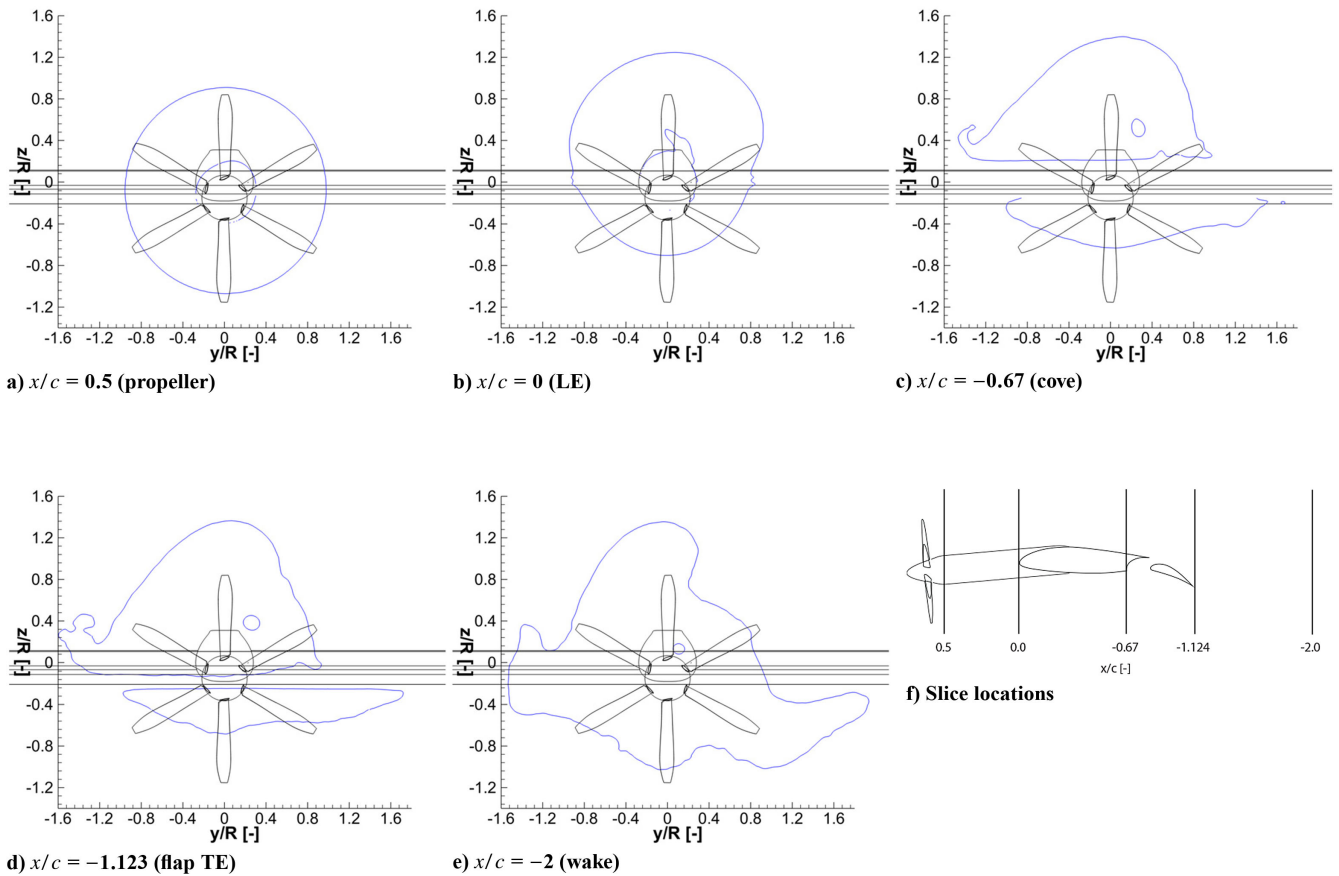 1.6
1.2
0.8
0.4
0
-0.4
-0.8
-1.2
z/R [-]
-1.6 -1.2 -0.8 -0.4 0 0.4 0.8 1.2 1.6
y/R [-]
a) x/c = 0.5 (propeller)
1.6
1.2
0.8
0.4
0
-0.4
-0.8
-1.2
z/R [-]
-1.6 -1.2 -0.8 -0.4 0 0.4 0.8 1.2 1.6
y/R [-]
b) x/c = 0 (LE)
1.6
1.2
0.8
0.4
0
-0.4
-0.8
-1.2
z/R [-]
-1.6 -1.2 -0.8 -0.4 0 0.4 0.8 1.2 1.6
y/R [-]
c) x/c = −0.67 (cove)
1.6
1.2
0.8
0.4
0
-0.4
-0.8
-1.2
z/R [-]
-1.6 -1.2 -0.8 -0.4 0 0.4 0.8 1.2 1.6
y/R [-]
d) x/c = −1.123 (flap TE)
1.6
1.2
0.8
0.4
0
-0.4
-0.8
-1.2
z/R [-]
-1.6 -1.2 -0.8 -0.4 0 0.4 0.8 1.2 1.6
y/R [-]
e) x/c = −2 (wake)
0.5 0.0 -0.67 -1.124 -2.0
x/c [-]
f) Slice locations